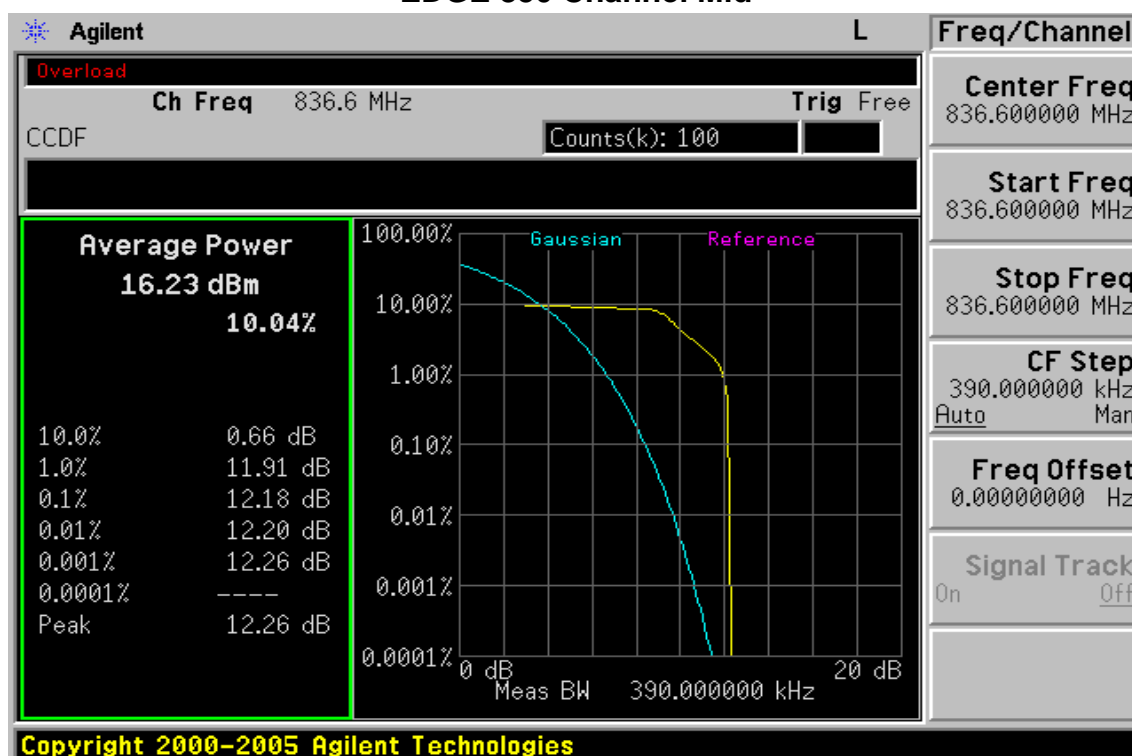 EDGE 850 Channel Mid
Agilent
L
Freq/Channel
Overload
Ch Freq 836.6 MHz
Trig Free
CCDF
Counts(k): 100
Average Power
16.23 dBm
10.04%
10.0% 0.66 dB
1.0% 11.91 dB
0.1% 12.18 dB
0.01% 12.20 dB
0.001% 12.26 dB
0.0001% ----
Peak 12.26 dB
Gaussian
Reference
100.00%
10.00%
1.00%
0.10%
0.01%
0.001%
0.0001%
0 dB
20 dB
Meas BW 390.000000 kHz
Center Freq
836.600000 MHz
Start Freq
836.600000 MHz
Stop Freq
836.600000 MHz
CF Step
390.000000 kHz
Auto Man
Freq Offset
0.00000000 Hz
Signal Track
On Off
Copyright 2000-2005 Agilent Technologies